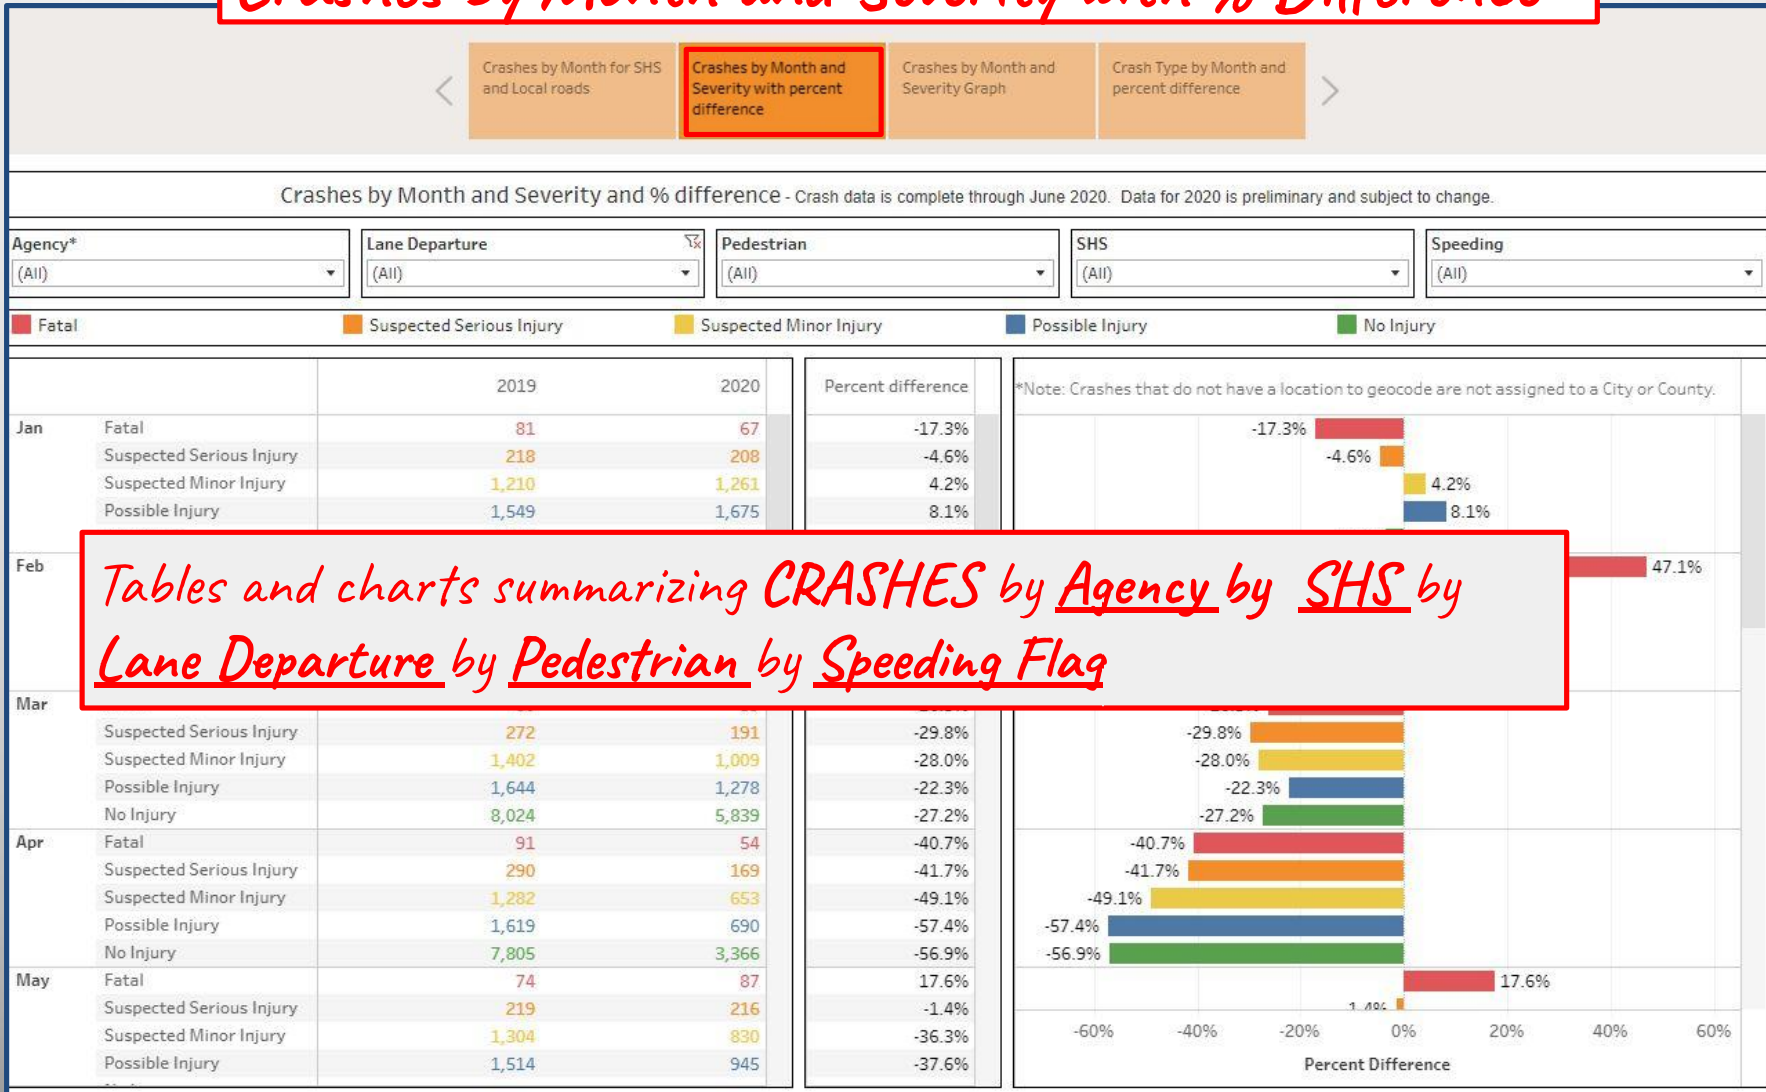 Crashes by Month and Severity with % Difference
Crashes by Month for SHS and Local roads
Crashes by Month and Severity with percent difference
Crashes by Month and Severity Graph
Crash Type by Month and percent difference
Crashes by Month and Severity and % difference - Crash data is complete through June 2020. Data for 2020 is preliminary and subject to change.
Agency* Lane Departure Pedestrian SHS Speeding
(All) (All) (All) (All) (All)
Fatal Suspected Serious Injury Suspected Minor Injury Possible Injury No Injury
2019 2020 Percent difference *Note: Crashes that do not have a location to geocode are not assigned to a City or County.
Jan Fatal 81 67 -17.3% -17.3%
Suspected Serious Injury 218 208 -4.6% -4.6%
Suspected Minor Injury 1,210 1,261 4.2% 4.2%
Possible Injury 1,549 1,675 8.1% 8.1%
Feb 47.1%
Tables and charts summarizing CRASHES by Agency by SHS by
Lane Departure by Pedestrian by Speeding Flag
Mar
Suspected Serious Injury 272 191 -29.8% -29.8%
Suspected Minor Injury 1,402 1,009 -28.0% -28.0%
Possible Injury 1,644 1,278 -22.3% -22.3%
No Injury 8,024 5,839 -27.2% -27.2%
Apr Fatal 91 54 -40.7% -40.7%
Suspected Serious Injury 290 169 -41.7% -41.7%
Suspected Minor Injury 1,282 653 -49.1% -49.1%
Possible Injury 1,619 690 -57.4% -57.4%
No Injury 7,805 3,366 -56.9% -56.9%
May Fatal 74 87 17.6% 17.6%
Suspected Serious Injury 219 216 -1.4% 1.4%
Suspected Minor Injury 1,304 830 -36.3%
Possible Injury 1,514 945 -37.6%
-60% -40% -20% 0% 20% 40% 60%
Percent Difference